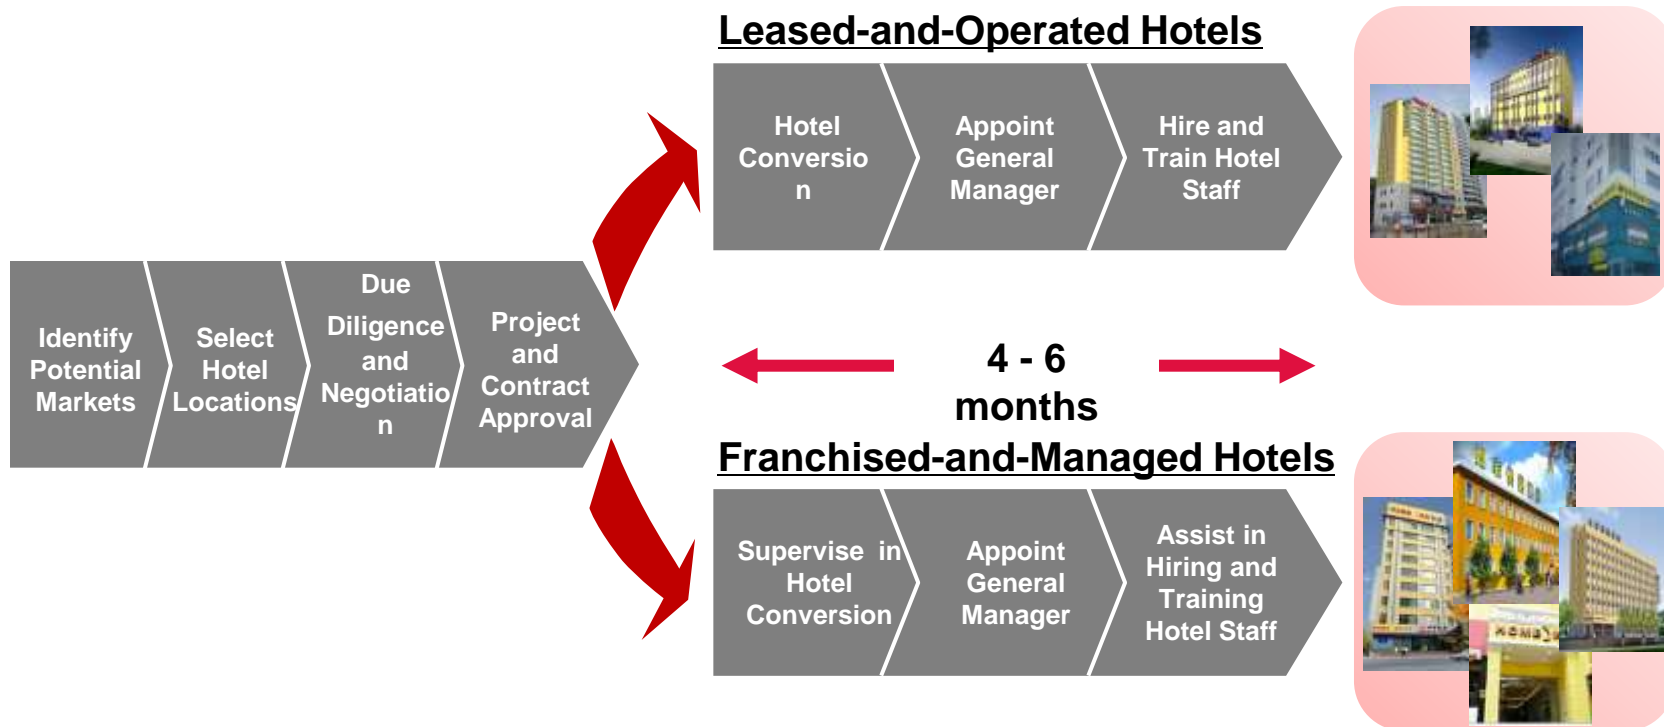 Leased-and-Operated Hotels
Hotel
Conversio
n
Appoint
General
Manager
Hire and
Train Hotel
Staff
Identify
Potential
Markets
Select
Hotel
Locations
Due
Diligence
and
Negotiatio
n
Project
and
Contract
Approval
4 - 6
months
Franchised-and-Managed Hotels
Supervise in
Hotel
Conversion
Appoint
General
Manager
Assist in
Hiring and
Training
Hotel Staff